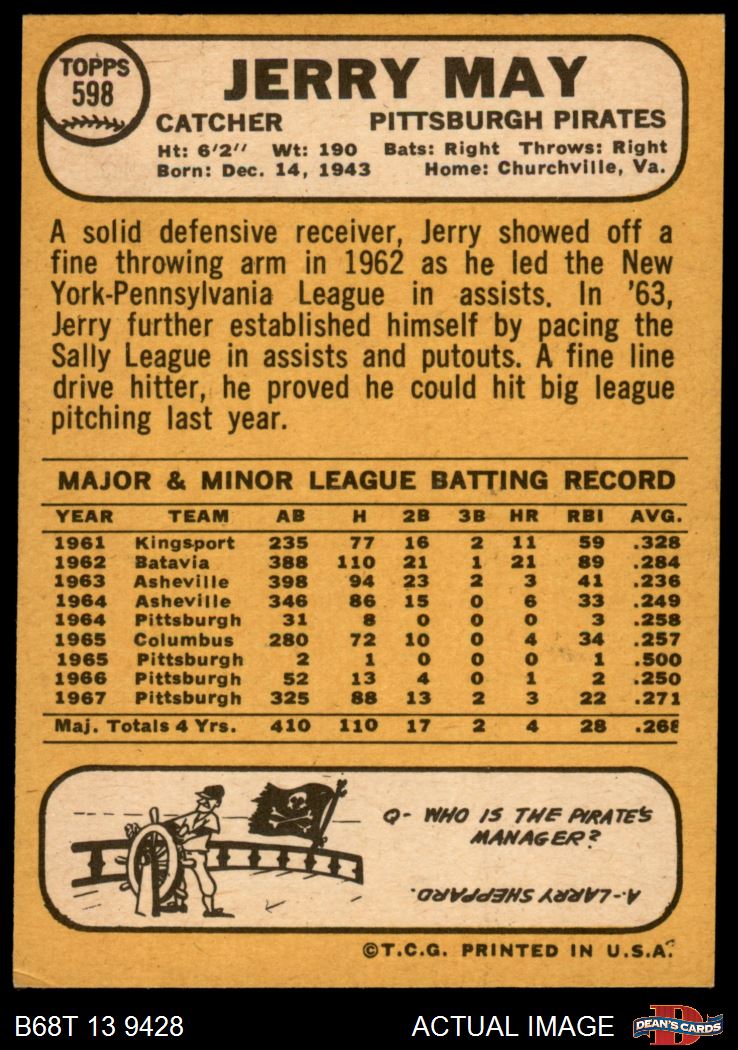 TOPPS
598
JERRY MAY
CATCHER PITTSBURGH PIRATES
Ht: 6'2" Wt: 190 Bats: Right Throws: Right
Born: Dec. 14, 1943 Home: Churchville, Va.
A solid defensive receiver, Jerry showed off a
fine throwing arm in 1962 as he led the New
York-Pennsylvania League in assists. In '63,
Jerry further established himself by pacing the
Sally League in assists and putouts. A fine line
drive hitter, he proved he could hit big league
pitching last year.
MAJOR & MINOR LEAGUE BATTING RECORD
YEAR TEAM AB H 2B 3B HR RBI AVG.
1961 Kingsport 235 77 16 2 11 59 .328
1962 Batavia 388 110 21 1 21 89 .284
1963 Asheville 398 94 23 2 3 41 .236
1964 Asheville 346 86 15 0 6 33 .249
1964 Pittsburgh 31 8 0 0 0 3 .258
1965 Columbus 280 72 10 0 4 34 .257
1965 Pittsburgh 2 1 0 0 0 1 .500
1966 Pittsburgh 52 13 4 0 1 2 .250
1967 Pittsburgh 325 88 13 2 3 22 .271
Maj. Totals 4 Yrs. 410 110 17 2 4 28 .268
Q- WHO IS THE PIRATE'S
MANAGER?
A-LARRY SHEPPARD.
©T.C.G. PRINTED IN U.S.A.
B68T 13 9428 ACTUAL IMAGE DEAN'S CARDS